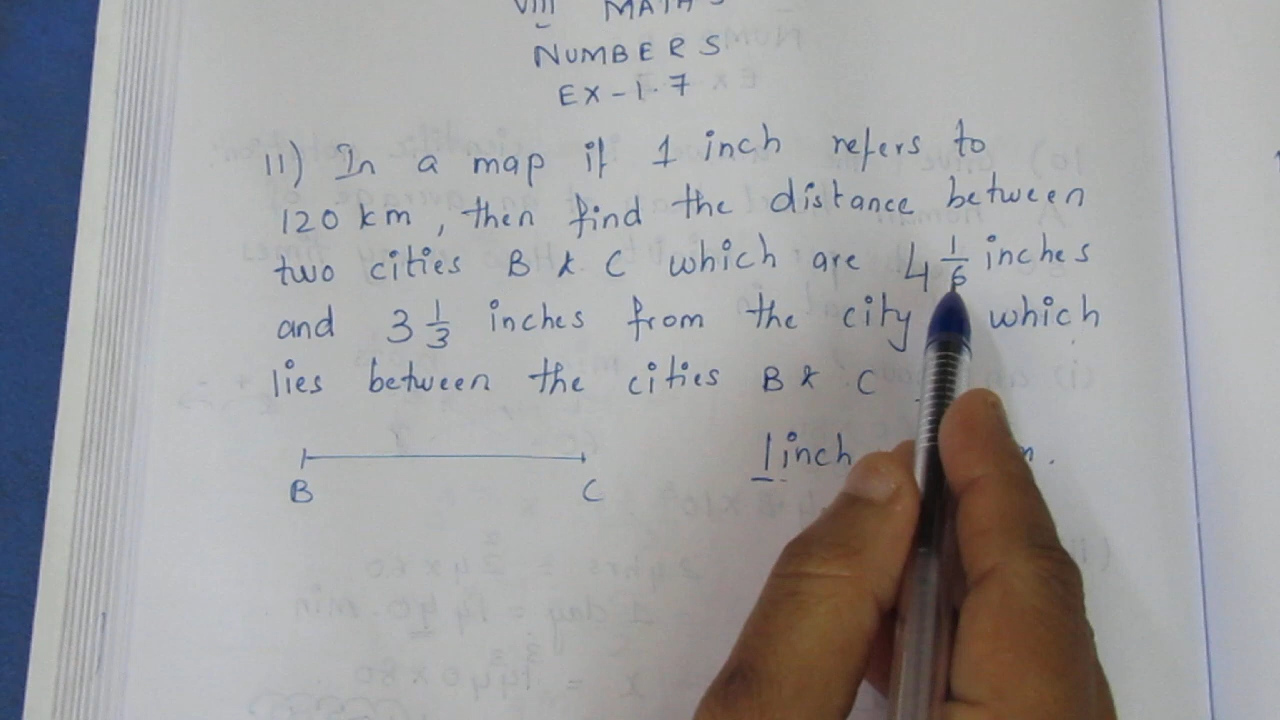 VIII MATHS
NUMBERS
EX-1.7
11) In a map if 1 inch refers to
120 km, then find the distance between
two cities B & C which are 4 1/6 inches
and 3 1/3 inches from the city which
lies between the cities B & C.
1 inch m.
B C